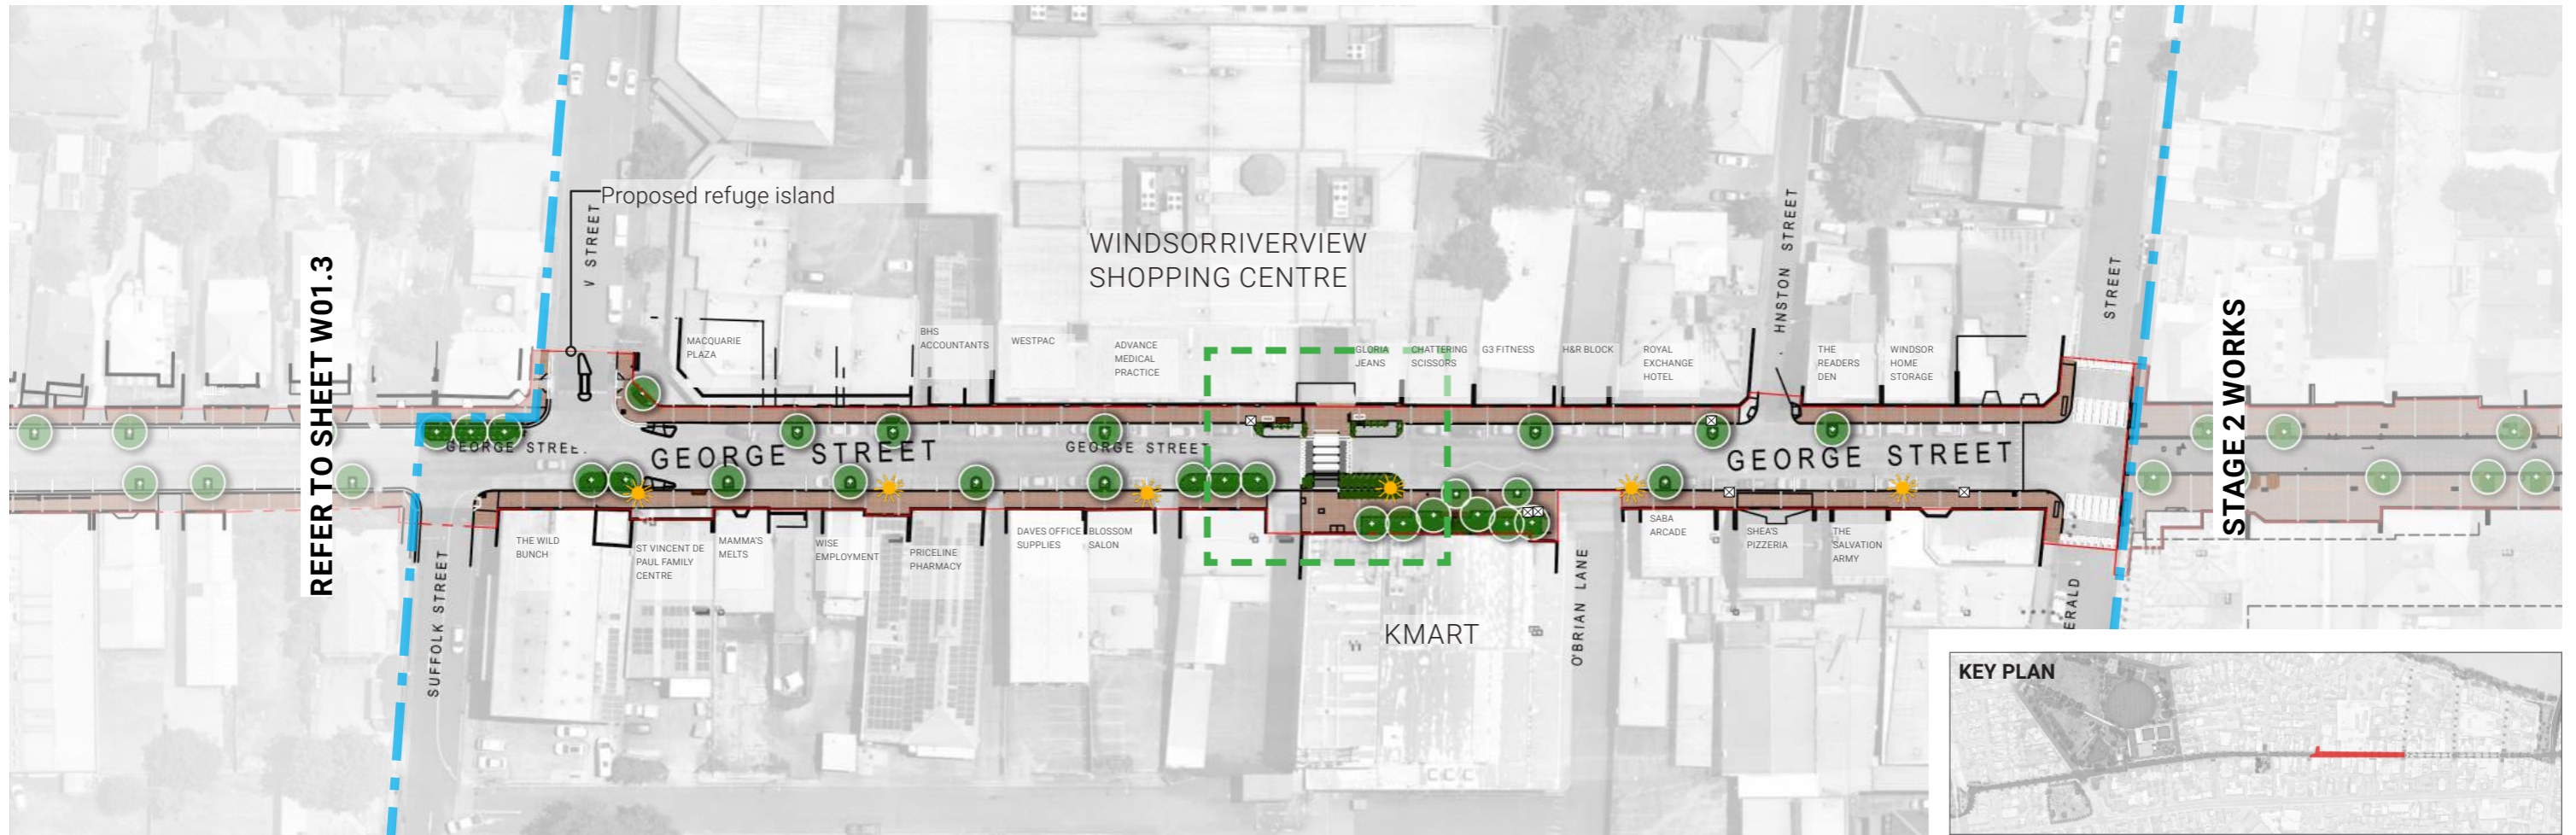 Proposed refuge island
V STREET
REFER TO SHEET W01.3
WINDSORRIVERVIEW
SHOPPING CENTRE
HNSTON STREET
STREET
STAGE 2 WORKS
MACQUARIE
PLAZA
BHS
ACCOUNTANTS
WESTPAC
ADVANCE
MEDICAL
PRACTICE
GLORIA
JEANS
CHATTERING
SCISSORS
G3 FITNESS
H&R BLOCK
ROYAL
EXCHANGE
HOTEL
THE
READERS
DEN
WINDSOR
HOME
STORAGE
GEORGE STREE
GEORGE STREET
GEORGE STREET
GEORGE STREET
THE WILD
BUNCH
ST VINCENT DE
PAUL FAMILY
CENTRE
MAMMA'S
MELTS
WISE
EMPLOYMENT
PRICELINE
PHARMACY
DAVES OFFICE
SUPPLIES
BLOSSOM
SALON
SABA
ARCADE
SHEA'S
PIZZERIA
THE
SALVATION
ARMY
SUFFOLK STREET
KMART
O'BRIAN LANE
ERALD
KEY PLAN